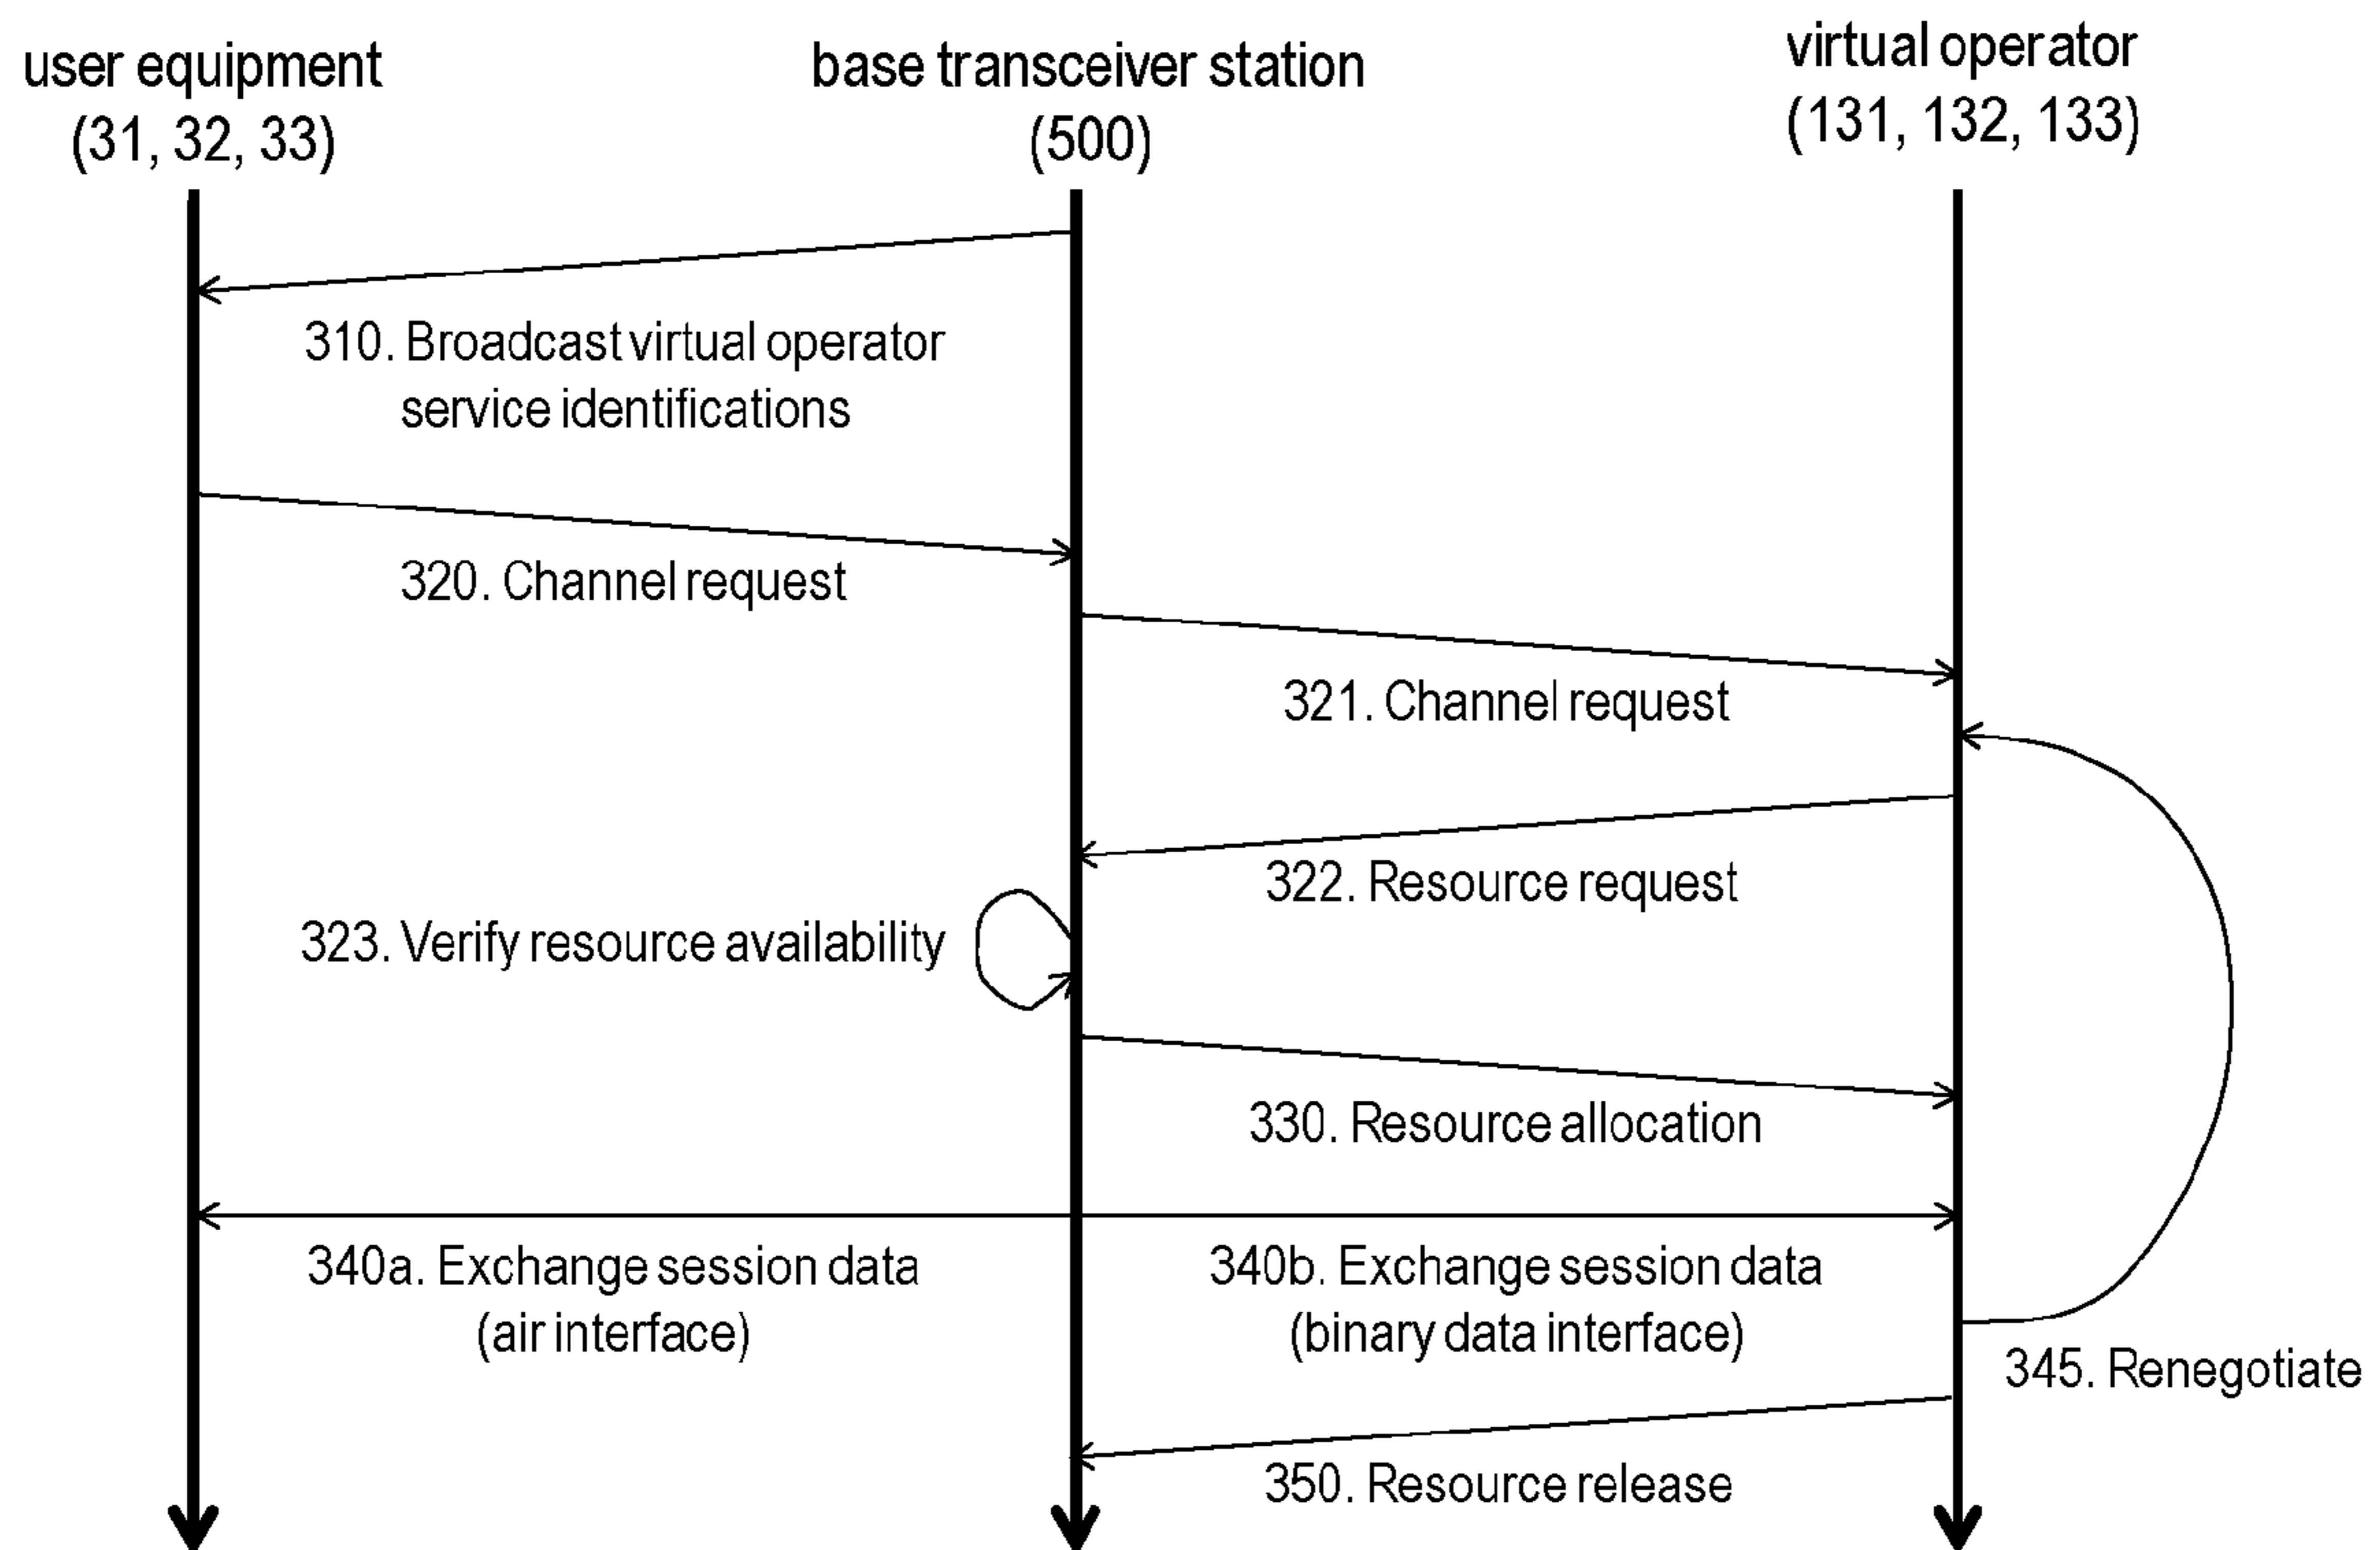 user equipment
(31, 32, 33)
base transceiver station
(500)
virtual operator
(131, 132, 133)
310. Broadcast virtual operator
service identifications
320. Channel request
321. Channel request
322. Resource request
323. Verify resource availability
330. Resource allocation
340a. Exchange session data
(air interface)
340b. Exchange session data
(binary data interface)
345. Renegotiate
350. Resource release